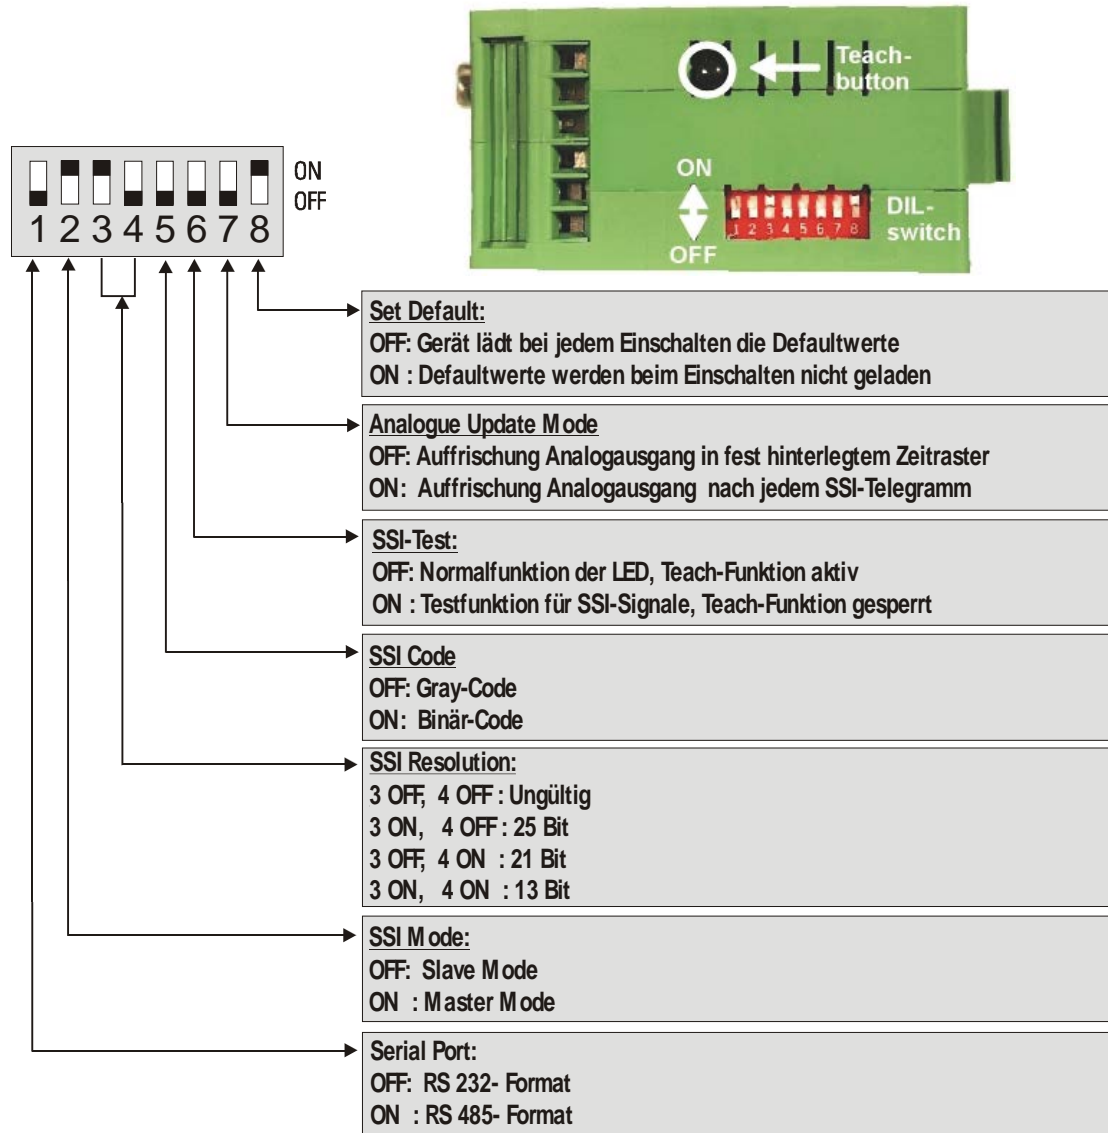 Teach-
button
ON
OFF
DIL-
switch
1 2 3 4 5 6 7 8
ON
OFF
1 2 3 4 5 6 7 8
Set Default:
OFF: Gerät lädt bei jedem Einschalten die Defaultwerte
ON : Defaultwerte werden beim Einschalten nicht geladen
Analogue Update Mode
OFF: Auffrischung Analogausgang in fest hinterlegtem Zeitraster
ON: Auffrischung Analogausgang nach jedem SSI-Telegramm
SSI-Test:
OFF: Normalfunktion der LED, Teach-Funktion aktiv
ON : Testfunktion für SSI-Signale, Teach-Funktion gesperrt
SSI Code
OFF: Gray-Code
ON: Binär-Code
SSI Resolution:
3 OFF, 4 OFF : Ungültig
3 ON, 4 OFF : 25 Bit
3 OFF, 4 ON : 21 Bit
3 ON, 4 ON : 13 Bit
SSI Mode:
OFF: Slave Mode
ON : Master Mode
Serial Port:
OFF: RS 232- Format
ON : RS 485- Format